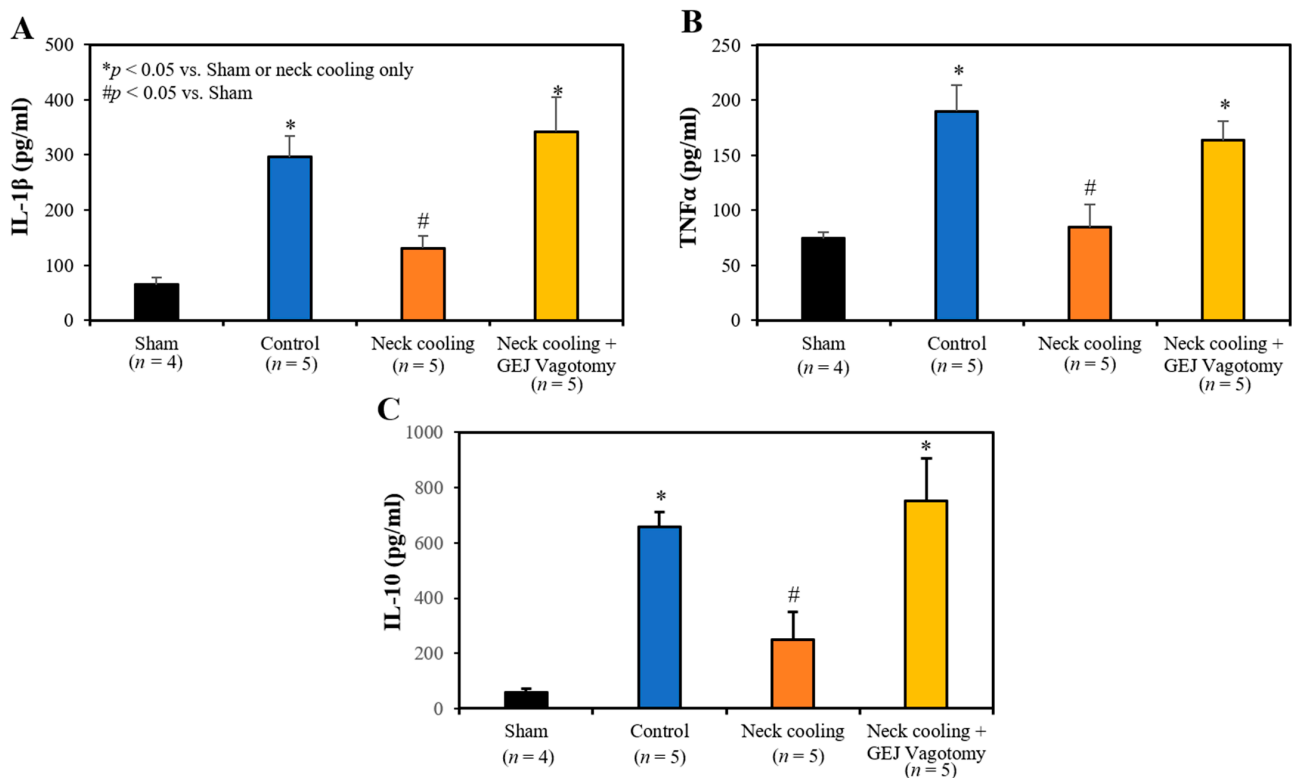 A
IL-1β (pg/ml)
500
400
300
200
100
0
*p < 0.05 vs. Sham or neck cooling only
#p < 0.05 vs. Sham
*
#
*
Sham
(n = 4)
Control
(n = 5)
Neck cooling
(n = 5)
Neck cooling +
GEJ Vagotomy
(n = 5)
B
TNFα (pg/ml)
250
200
150
100
50
0
*
#
*
Sham
(n = 4)
Control
(n = 5)
Neck cooling
(n = 5)
Neck cooling +
GEJ Vagotomy
(n = 5)
C
IL-10 (pg/ml)
1000
800
600
400
200
0
*
#
*
Sham
(n = 4)
Control
(n = 5)
Neck cooling
(n = 5)
Neck cooling +
GEJ Vagotomy
(n = 5)